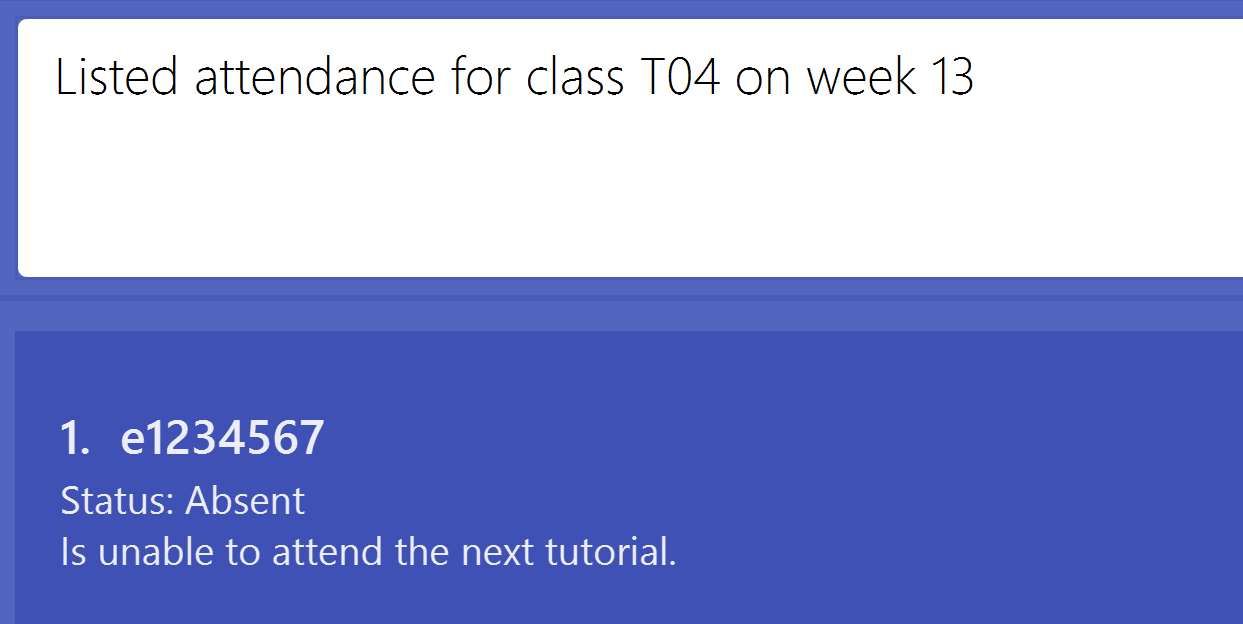 Listed attendance for class T04 on week 13
1. e1234567
Status: Absent
Is unable to attend the next tutorial.